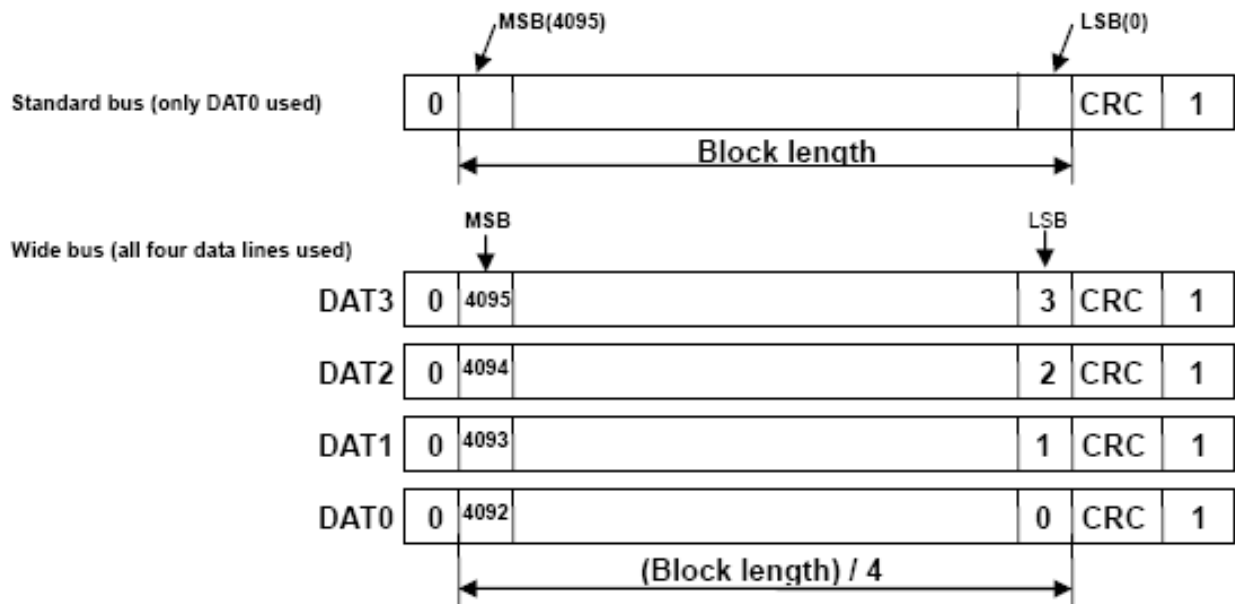 MSB(4095) LSB(0)
Standard bus (only DAT0 used) 0 CRC 1
Block length
MSB LSB
Wide bus (all four data lines used)
DAT3 0 4095 3 CRC 1
DAT2 0 4094 2 CRC 1
DAT1 0 4093 1 CRC 1
DAT0 0 4092 0 CRC 1
(Block length) / 4